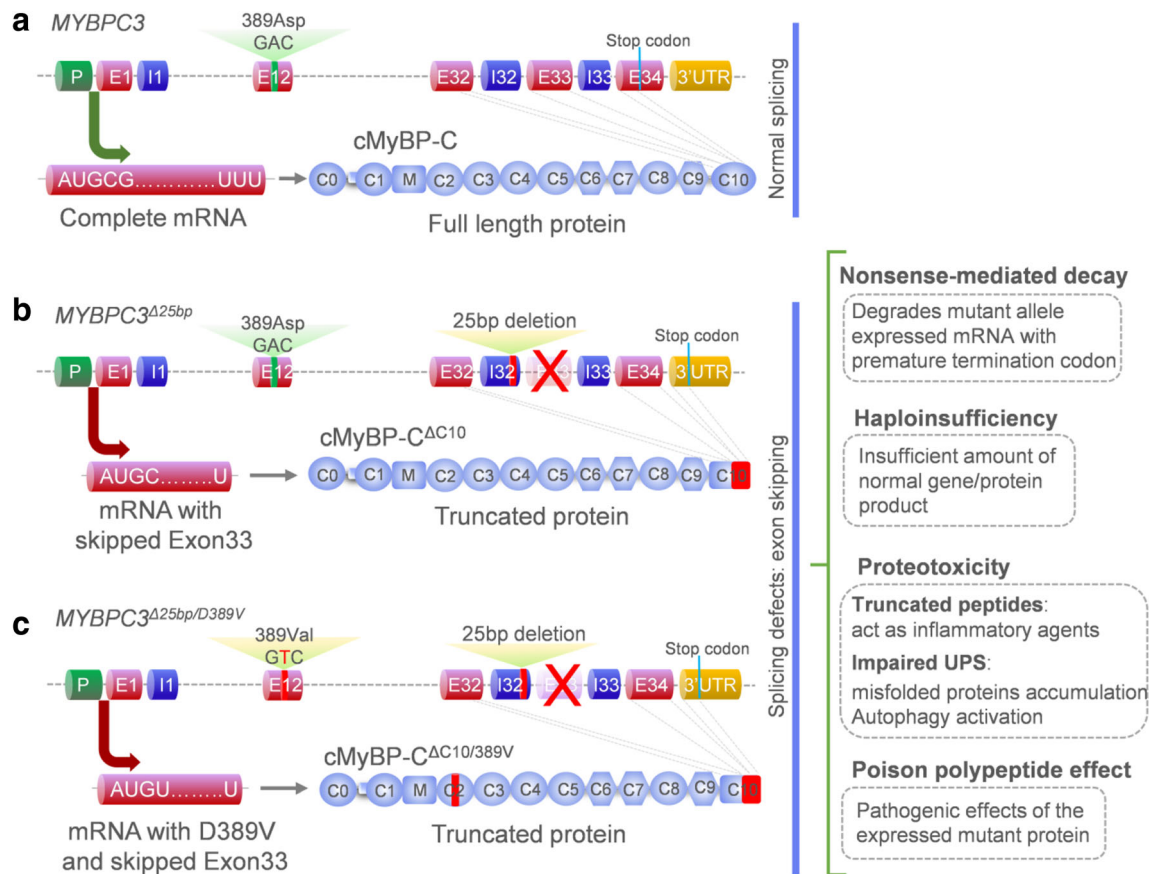 a MYBPC3
389Asp
GAC
Stop codon
P E1 I1 E12 E32 I32 E33 I33 E34 3'UTR
cMyBP-C
AUGCG…………UUU C0 C1 M C2 C3 C4 C5 C6 C7 C8 C9 C10
Complete mRNA Full length protein
Normal splicing
b MYBPC3Δ25bp
389Asp
GAC
25bp deletion
Stop codon
P E1 I1 E12 E32 I32 I33 E34 3'UTR
cMyBP-CΔC10
AUGC……..U C0 C1 M C2 C3 C4 C5 C6 C7 C8 C9 C10
mRNA with
skipped Exon33
Truncated protein
c MYBPC3Δ25bp/D389V
389Val
GTC
25bp deletion
Stop codon
P E1 I1 E12 E32 I32 I33 E34 3'UTR
cMyBP-CΔC10/389V
AUGU……..U C0 C1 M C2 C3 C4 C5 C6 C7 C8 C9 C10
mRNA with D389V
and skipped Exon33
Truncated protein
Splicing defects: exon skipping
Nonsense-mediated decay
Degrades mutant allele
expressed mRNA with
premature termination codon
Haploinsufficiency
Insufficient amount of
normal gene/protein
product
Proteotoxicity
Truncated peptides:
act as inflammatory agents
Impaired UPS:
misfolded proteins accumulation
Autophagy activation
Poison polypeptide effect
Pathogenic effects of the
expressed mutant protein